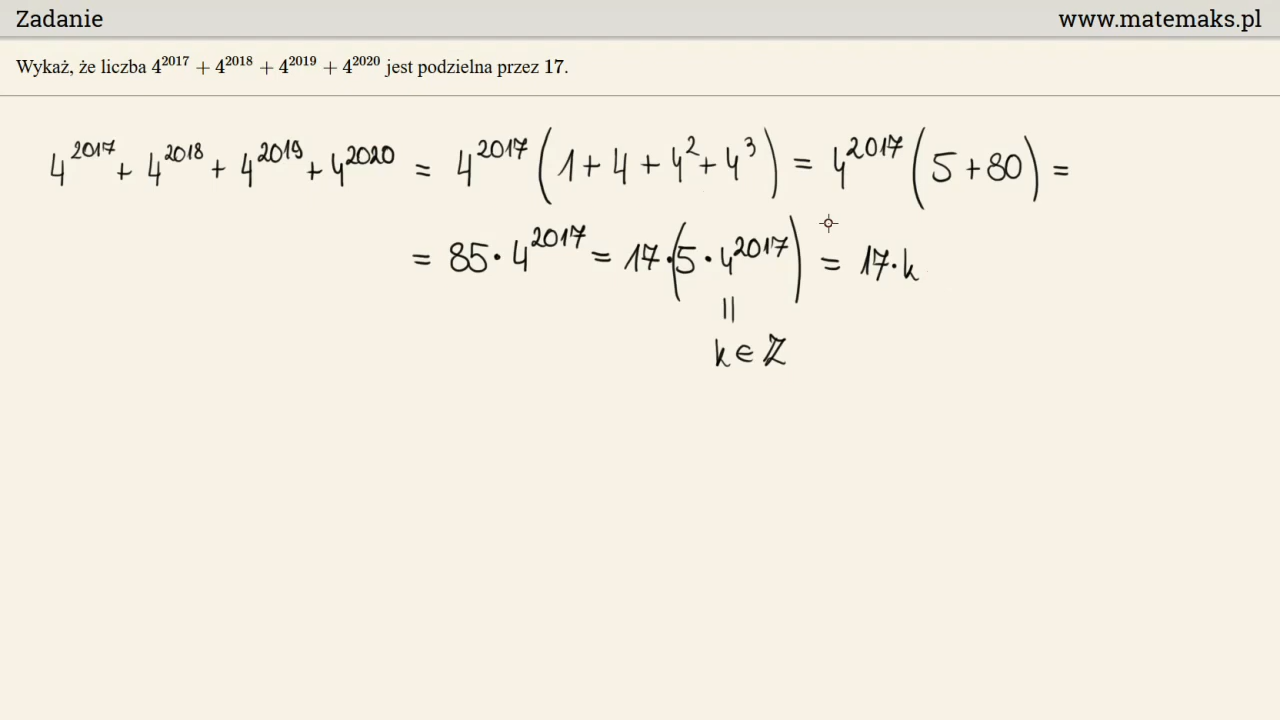 Zadanie
www.matemaks.pl
Wykaż, że liczba 4^2017 + 4^2018 + 4^2019 + 4^2020 jest podzielna przez 17.
4^2017 + 4^2018 + 4^2019 + 4^2020 = 4^2017 (1 + 4 + 4^2 + 4^3) = 4^2017 (5 + 80) =
= 85 · 4^2017 = 17 · (5 · 4^2017) = 17 · k
||
k ∈ ℤ